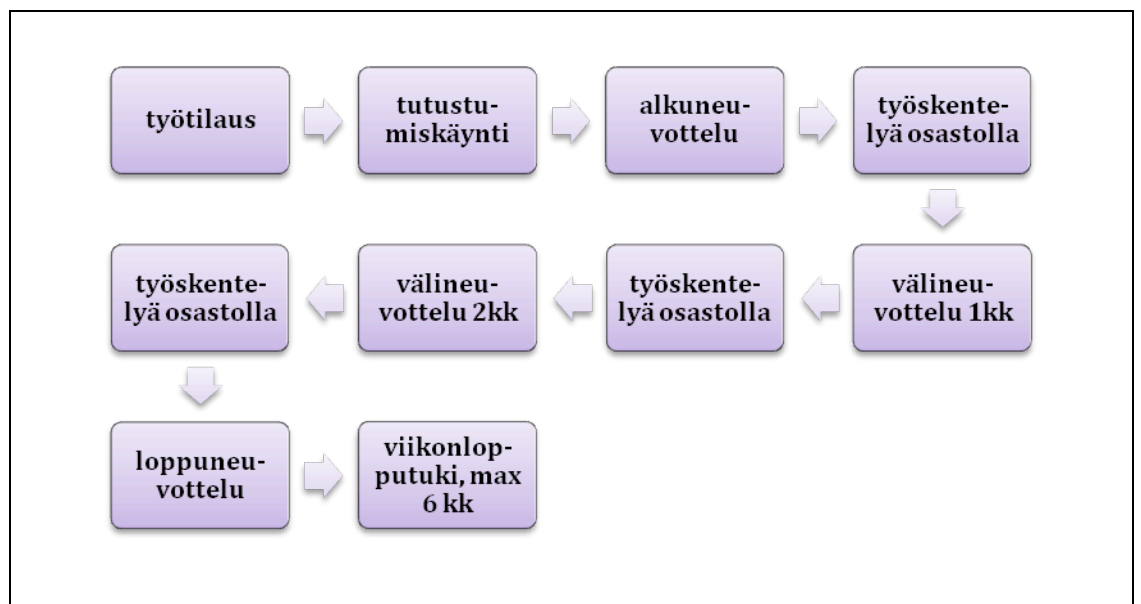 työtilaus
tutustu-
miskäynti
alkuneu-
vottelu
työskente-
lyä osastolla
välineu-
vottelu 1kk
työskente-
lyä osastolla
välineu-
vottelu 2kk
työskente-
lyä osastolla
loppuneu-
vottelu
viikonlop-
putuki, max
6 kk